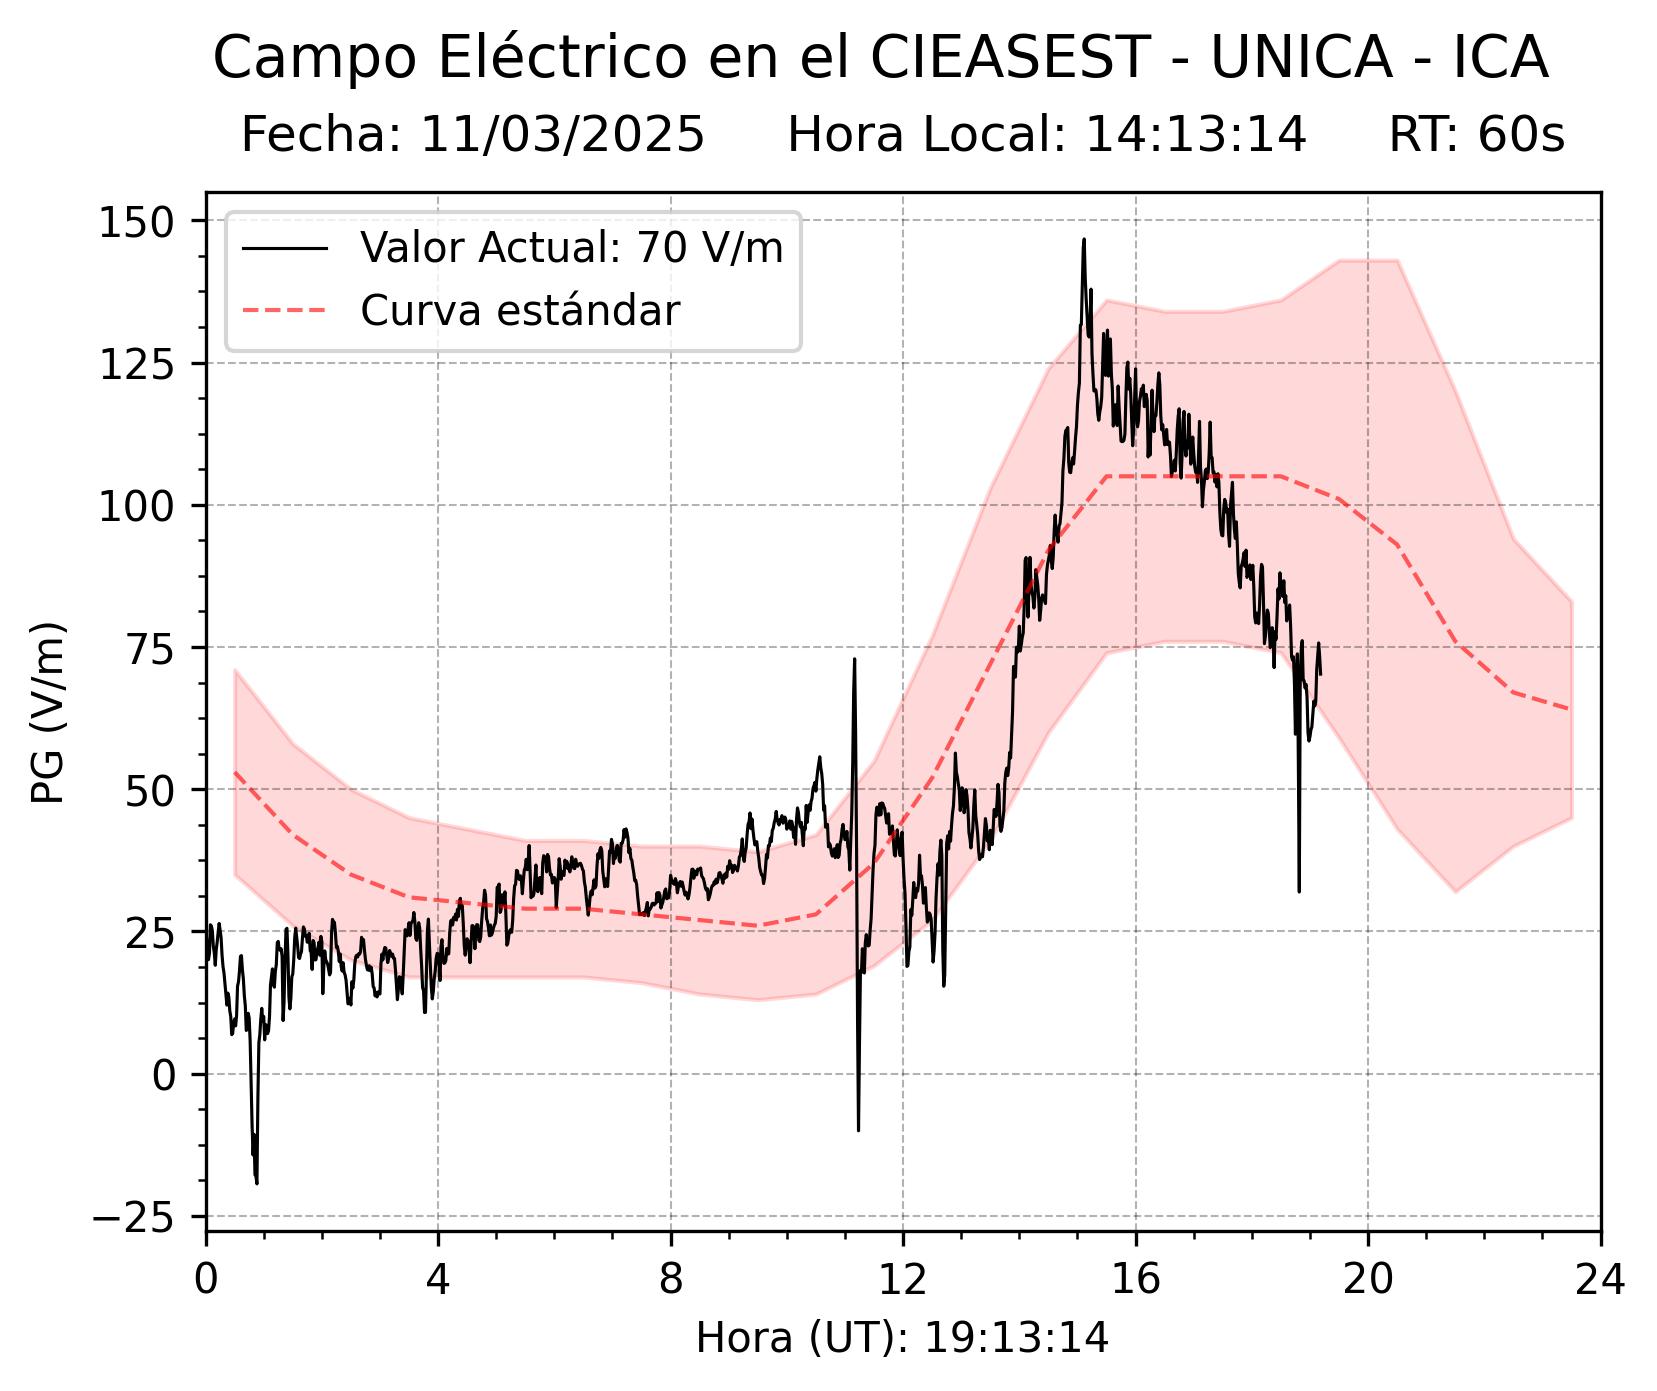 Campo Eléctrico en el CIEASEST - UNICA - ICA
Fecha: 11/03/2025 Hora Local: 14:13:14 RT: 60s
Valor Actual: 70 V/m
Curva estándar
PG (V/m)
150
125
100
75
50
25
0
−25
0 4 8 12 16 20 24
Hora (UT): 19:13:14